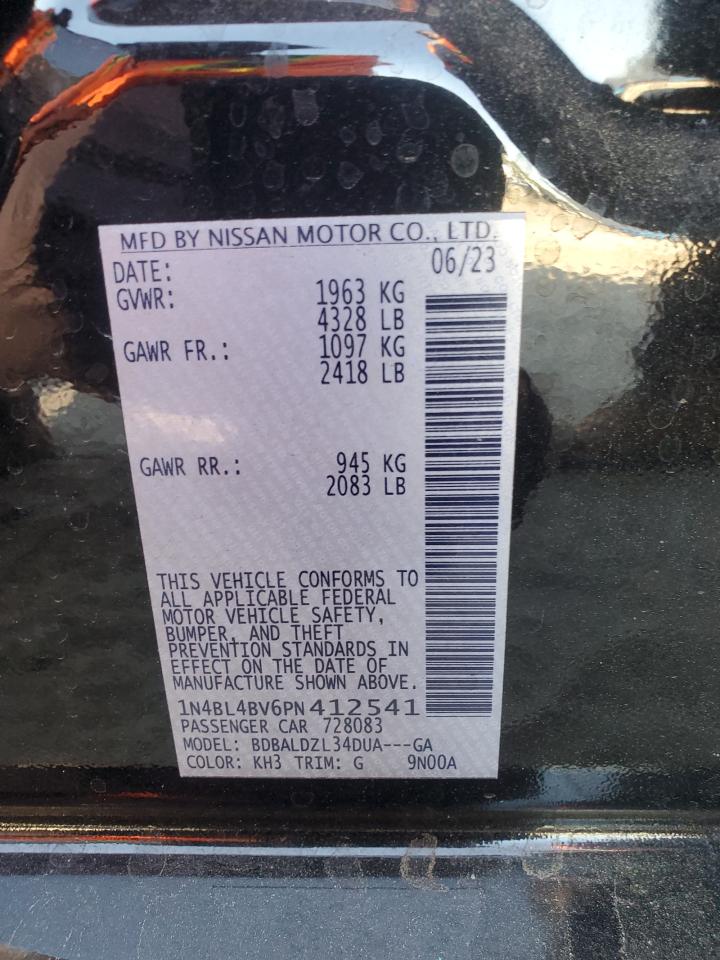 MFD BY NISSAN MOTOR CO., LTD.
DATE: 06/23
GVWR: 1963 KG
4328 LB
GAWR FR.: 1097 KG
2418 LB
GAWR RR.: 945 KG
2083 LB
THIS VEHICLE CONFORMS TO
ALL APPLICABLE FEDERAL
MOTOR VEHICLE SAFETY,
BUMPER, AND THEFT
PREVENTION STANDARDS IN
EFFECT ON THE DATE OF
MANUFACTURE SHOWN ABOVE.
1N4BL4BV6PN412541
PASSENGER CAR 728083
MODEL: BDBALDZL34DUA---GA
COLOR: KH3 TRIM: G 9N00A